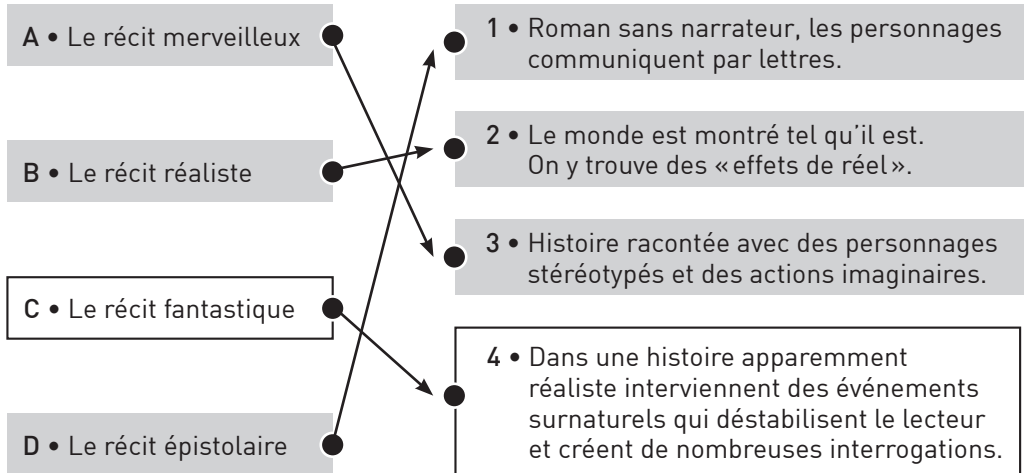 A • Le récit merveilleux
B • Le récit réaliste
C • Le récit fantastique
D • Le récit épistolaire
1 • Roman sans narrateur, les personnages
communiquent par lettres.
2 • Le monde est montré tel qu’il est.
On y trouve des « effets de réel ».
3 • Histoire racontée avec des personnages
stéréotypés et des actions imaginaires.
4 • Dans une histoire apparemment
réaliste interviennent des événements
surnaturels qui déstabilisent le lecteur
et créent de nombreuses interrogations.